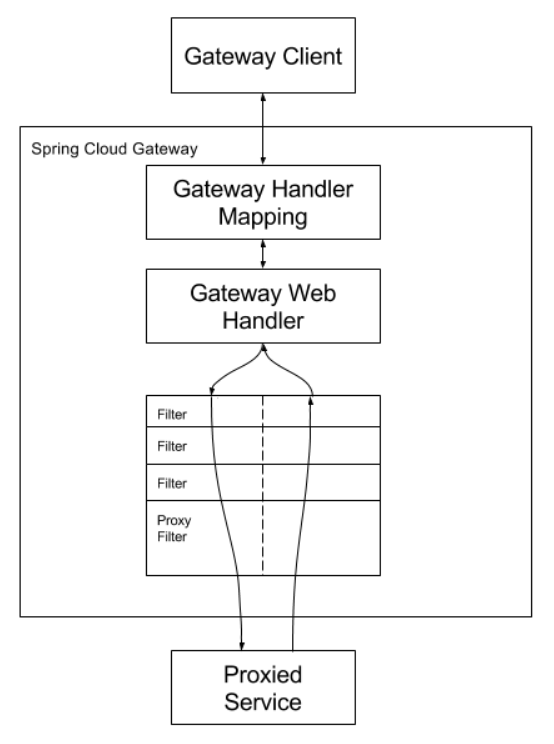 Gateway Client
Spring Cloud Gateway
Gateway Handler
Mapping
Gateway Web
Handler
Filter
Filter
Filter
Proxy
Filter
Proxied
Service